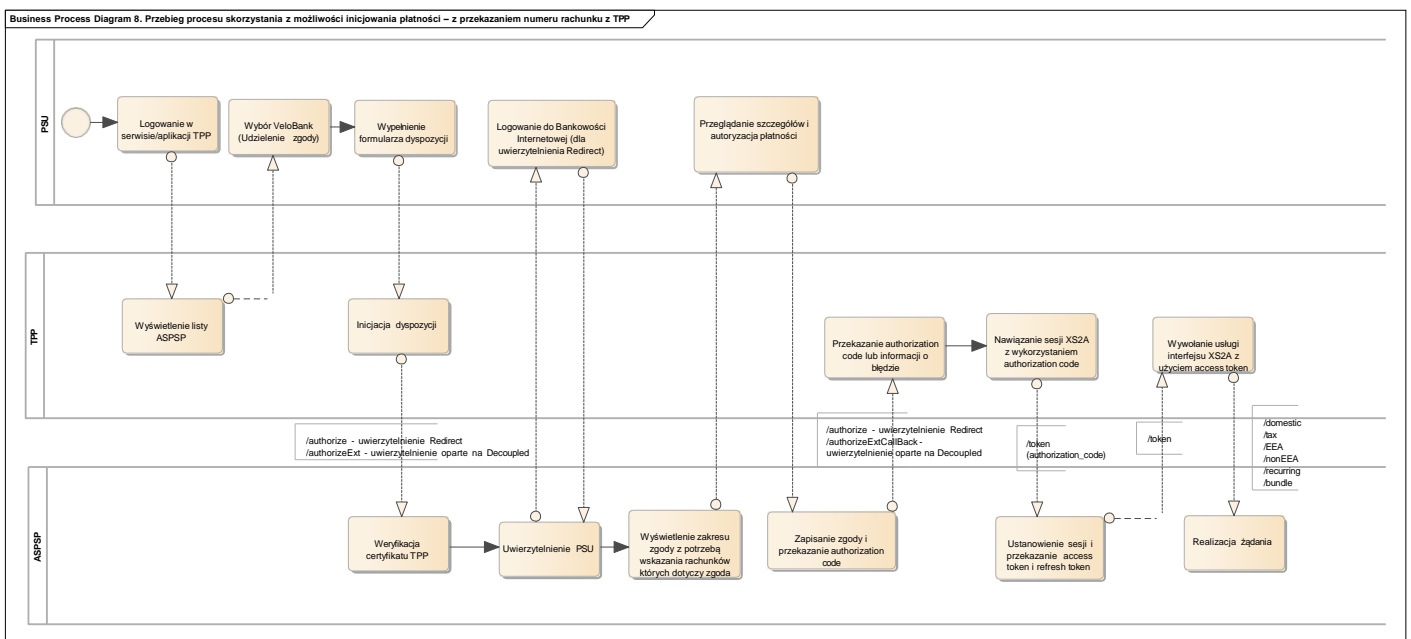 Business Process Diagram 8. Przebieg procesu skorzystania z możliwości inicjowania płatności – z przekazaniem numeru rachunku z TPP
PSU
Logowanie w
serwisie/aplikacji TPP
Wybór VeloBank
(Udzielenie zgody)
Wypełnienie
formularza dyspozycji
Logowanie do Bankowości
Internetowej (dla
uwierzytelnienia Redirect)
Przeglądanie szczegółów i
autoryzacja płatności
TPP
Wyświetlenie listy
ASPSP
Inicjacja dyspozycji
Przekazanie authorization
code lub informacji o
błędzie
Nawiązanie sesji XS2A
z wykorzystaniem
authorization code
Wywołanie usługi
interfejsu XS2A z
użyciem access token
/authorize - uwierzytelnienie Redirect
/authorizeExt - uwierzytelnienie oparte na Decoupled
/authorize - uwierzytelnienie Redirect
/authorizeExtCallBack -
uwierzytelnienie oparte na Decoupled
/token
(authorization_code)
/token
/domestic
/tax
/EEA
/nonEEA
/recurring
/bundle
ASPSP
Weryfikacja
certyfikatu TPP
Uwierzytelnienie PSU
Wyświetlenie zakresu
zgody z potrzebą
wskazania rachunków
których dotyczy zgoda
Zapisanie zgody i
przekazanie authorization
code
Ustanowienie sesji i
przekazanie access
token i refresh token
Realizacja żądania